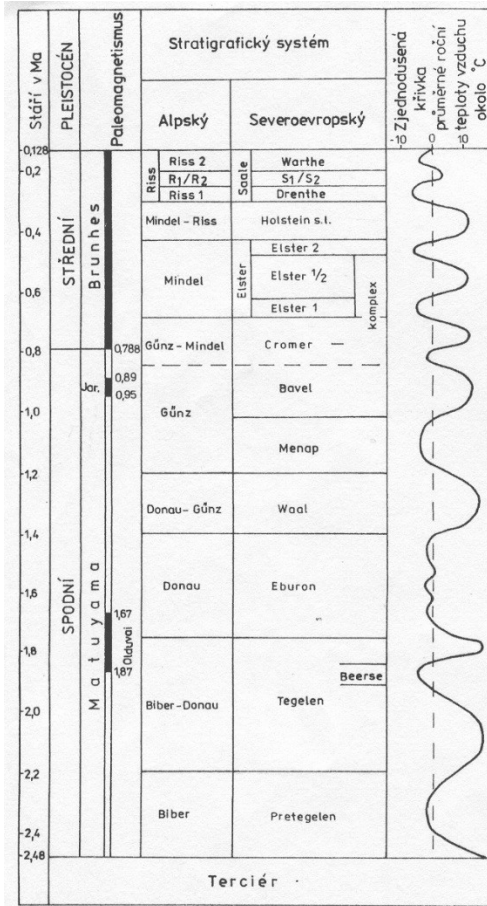 Stáří v Ma
PLEISTOCÉN
Paleomagnetismus
Stratigrafický systém
Alpský
Severoevropský
Zjednodušená
křivka
průměrné roční
teploty vzduchu
okolo °C
-10 0 10
0,128
0,2
0,4
0,6
0,8
1,0
1,2
1,4
1,6
1,8
2,0
2,2
2,4
2,48
STŘEDNÍ
SPODNÍ
Brunhes
Matuyama
Jar.
Olduvai
0,788
0,89
0,95
1,67
1,87
Riss
Riss 2
R1/R2
Riss 1
Saale
Warthe
S1/S2
Drenthe
Mindel-Riss
Holstein s.l.
Mindel
Elster
Elster 2
Elster 1/2
Elster 1
komplex
Günz-Mindel
Cromer —
Günz
Bavel
Menap
Donau-Günz
Waal
Donau
Eburon
Biber-Donau
Beerse
Tegelen
Biber
Pretegelen
Terciér